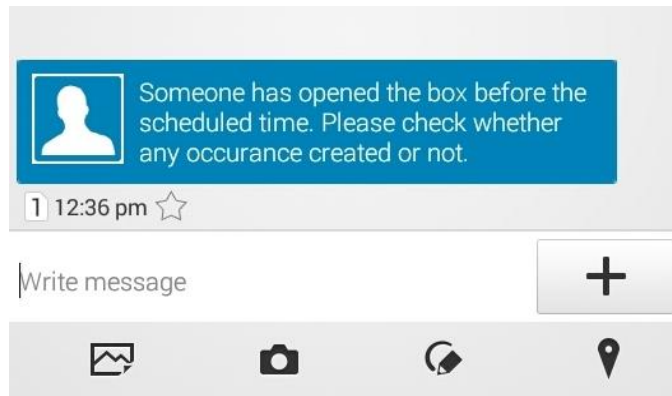 Someone has opened the box before the
scheduled time. Please check whether
any occurance created or not.
1 12:36 pm
Write message